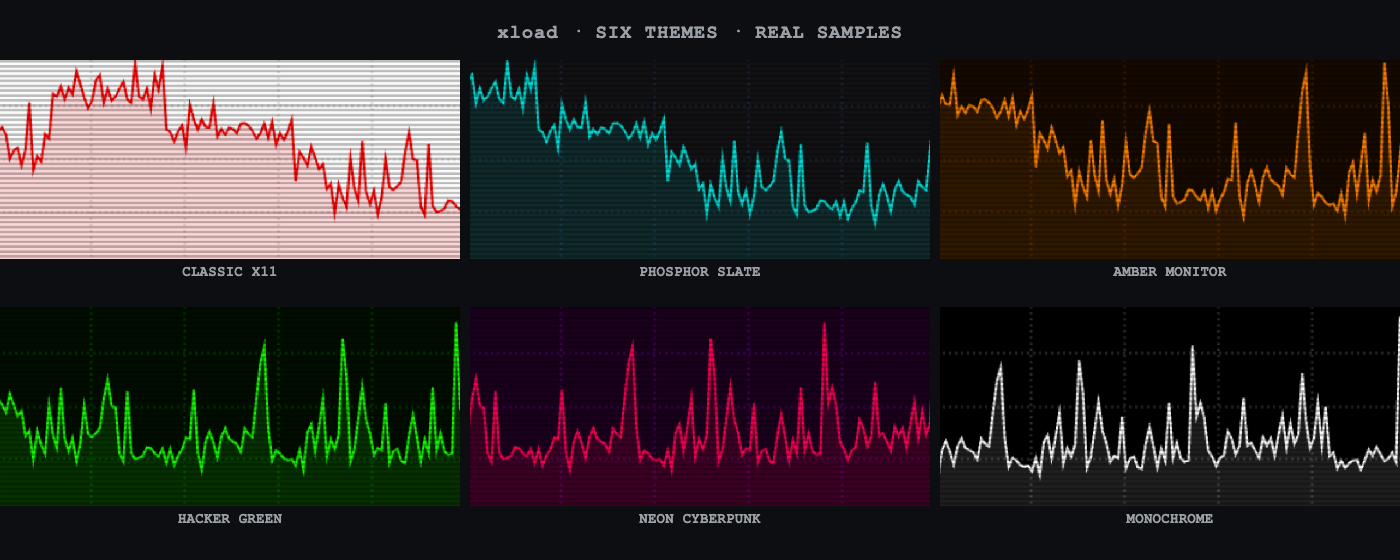 xload · SIX THEMES · REAL SAMPLES
CLASSIC X11
PHOSPHOR SLATE
AMBER MONITOR
HACKER GREEN
NEON CYBERPUNK
MONOCHROME